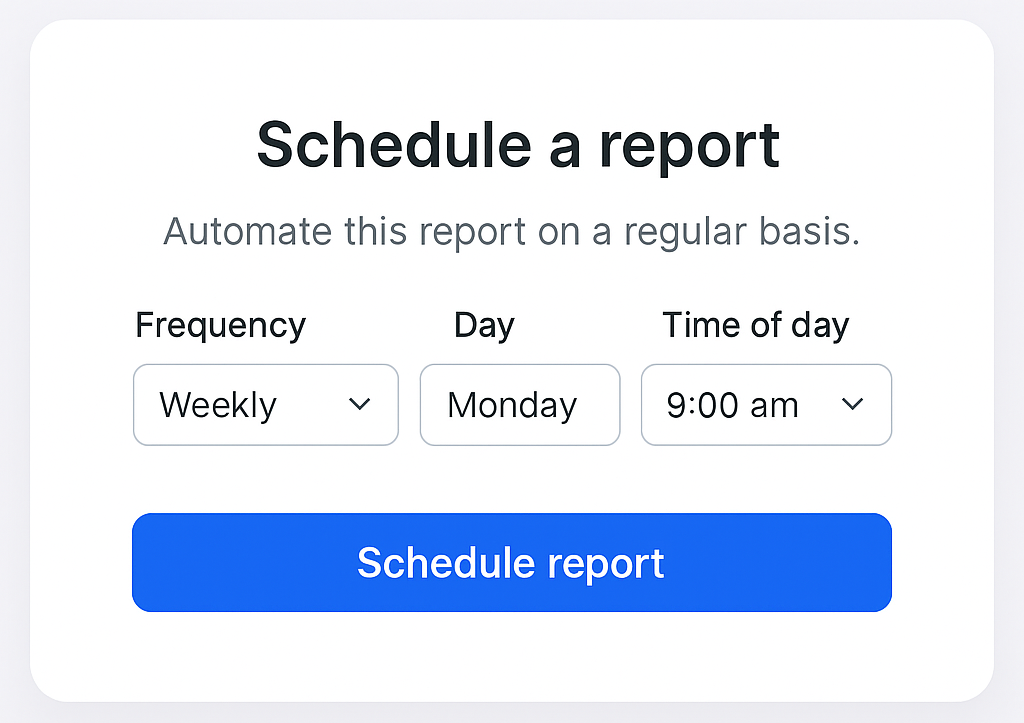 Schedule a report
Automate this report on a regular basis.
Frequency Day Time of day
Weekly Monday 9:00 am
Schedule report